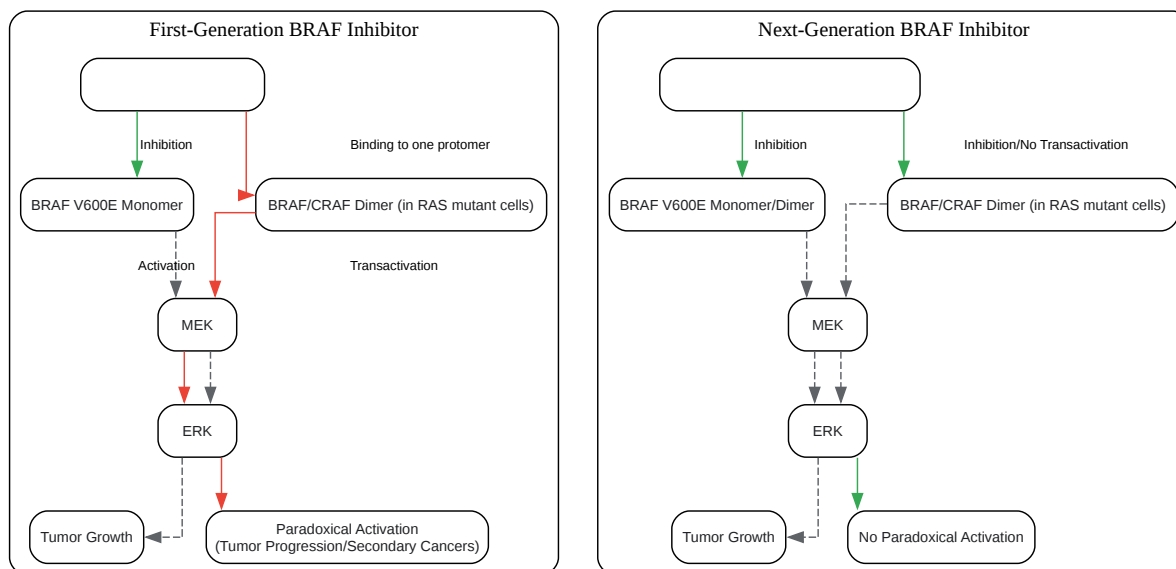 First-Generation BRAF Inhibitor
Inhibition
Binding to one protomer
BRAF V600E Monomer
BRAF/CRAF Dimer (in RAS mutant cells)
Activation
Transactivation
MEK
ERK
Tumor Growth
Paradoxical Activation
(Tumor Progression/Secondary Cancers)
Next-Generation BRAF Inhibitor
Inhibition
Inhibition/No Transactivation
BRAF V600E Monomer/Dimer
BRAF/CRAF Dimer (in RAS mutant cells)
MEK
ERK
Tumor Growth
No Paradoxical Activation